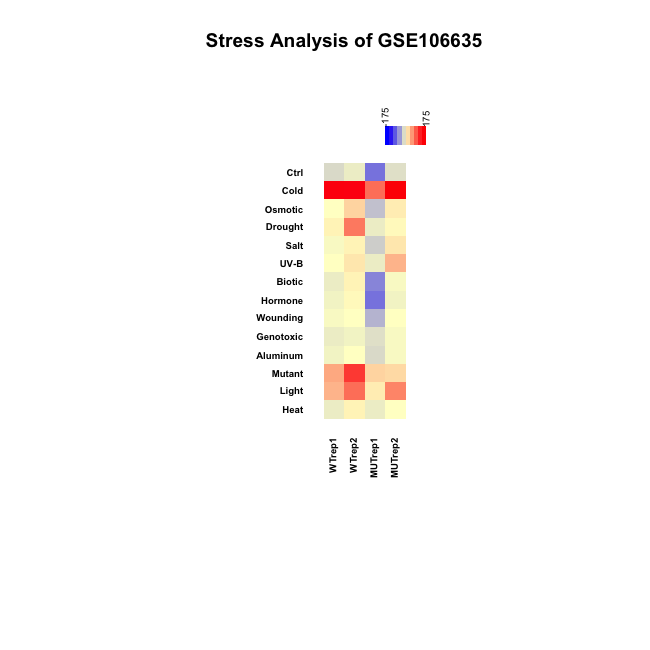 Stress Analysis of GSE106635
-175
175
Ctrl
Cold
Osmotic
Drought
Salt
UV-B
Biotic
Hormone
Wounding
Genotoxic
Aluminum
Mutant
Light
Heat
WTrep1
WTrep2
MUTrep1
MUTrep2